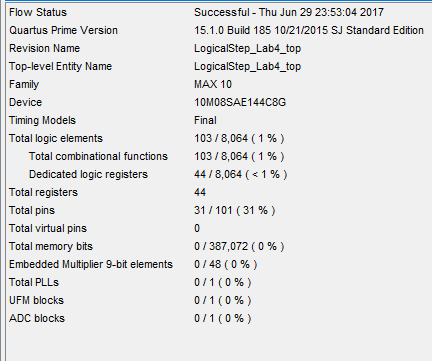 Flow Status Successful - Thu Jun 29 23:53:04 2017
Quartus Prime Version 15.1.0 Build 185 10/21/2015 SJ Standard Edition
Revision Name LogicalStep_Lab4_top
Top-level Entity Name LogicalStep_Lab4_top
Family MAX 10
Device 10M08SAE144C8G
Timing Models Final
Total logic elements 103 / 8,064 ( 1 % )
Total combinational functions 103 / 8,064 ( 1 % )
Dedicated logic registers 44 / 8,064 ( < 1 % )
Total registers 44
Total pins 31 / 101 ( 31 % )
Total virtual pins 0
Total memory bits 0 / 387,072 ( 0 % )
Embedded Multiplier 9-bit elements 0 / 48 ( 0 % )
Total PLLs 0 / 1 ( 0 % )
UFM blocks 0 / 1 ( 0 % )
ADC blocks 0 / 1 ( 0 % )